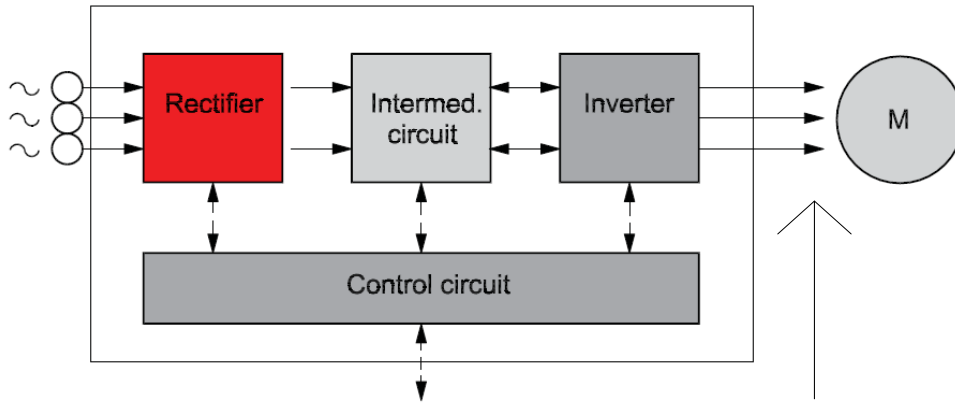 Rectifier
Intermed.
circuit
Inverter
M
Control circuit